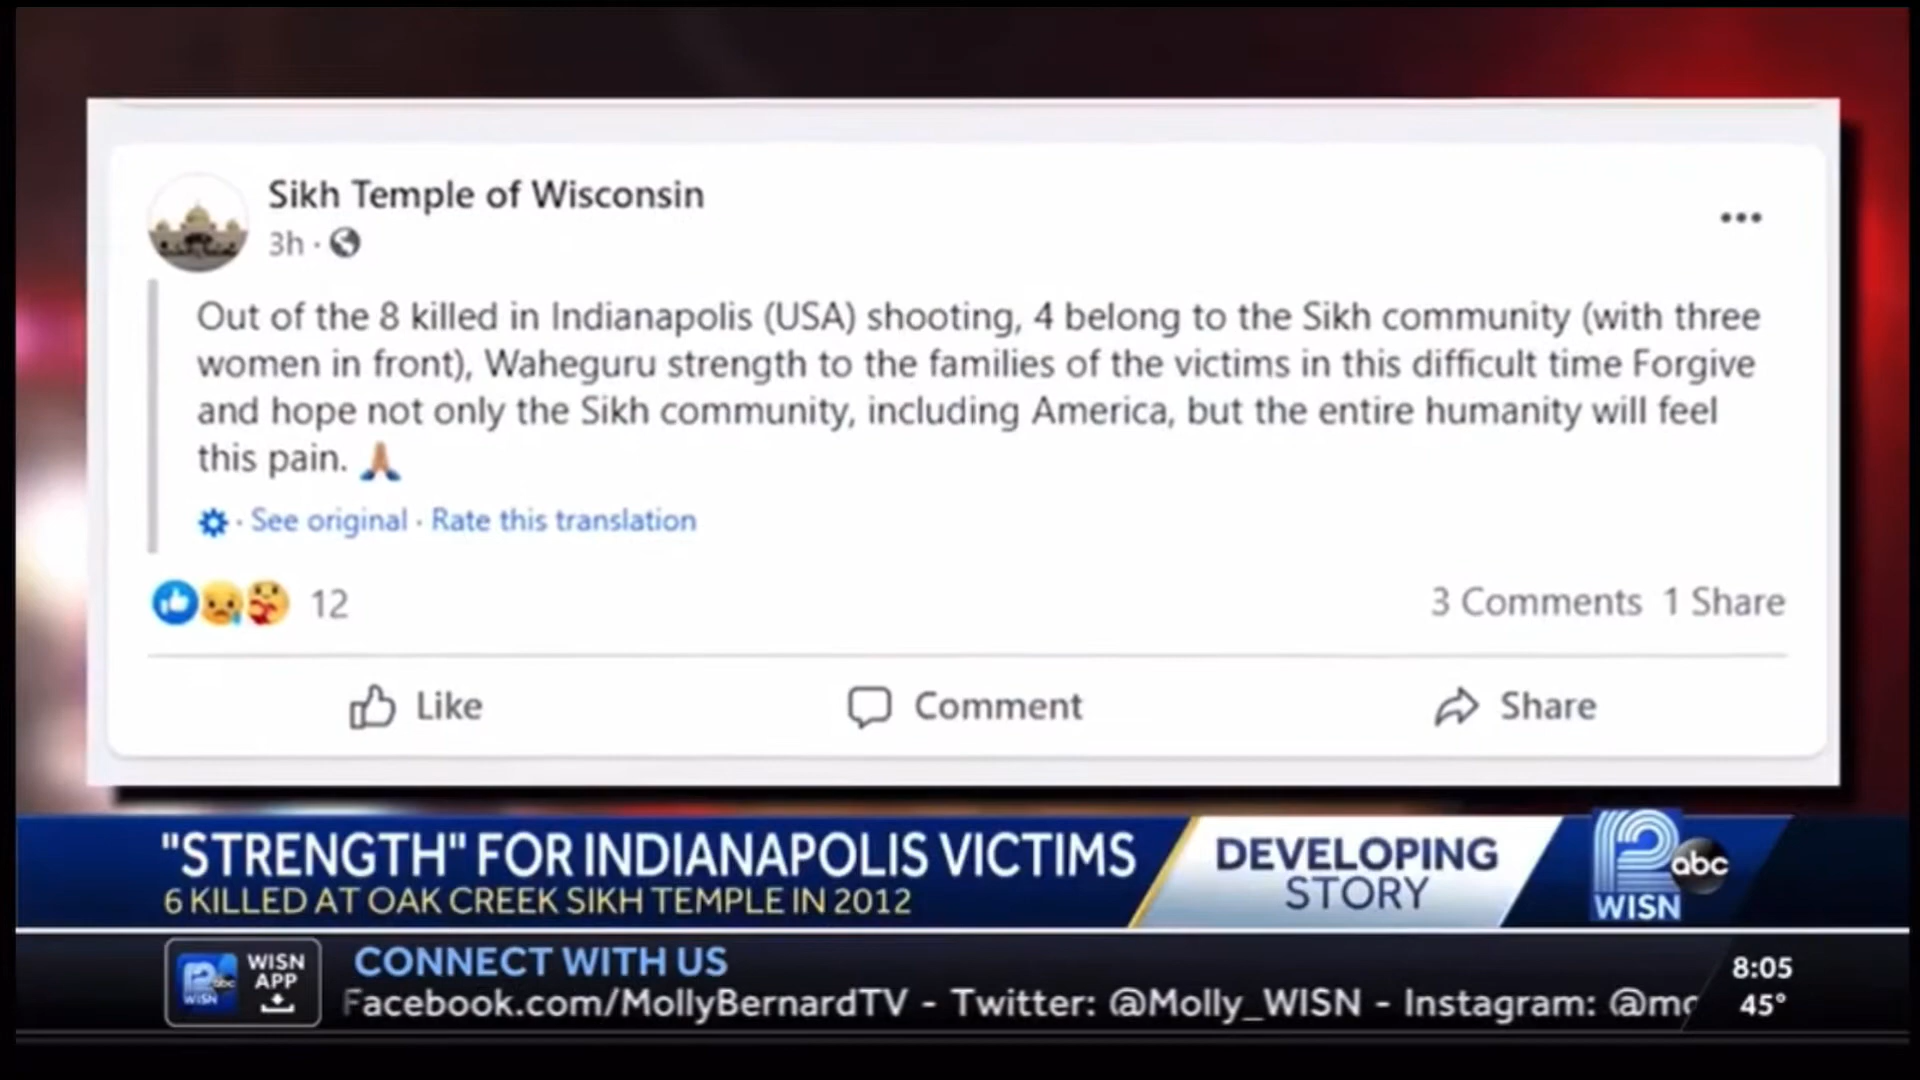 Sikh Temple of Wisconsin
3h ·
Out of the 8 killed in Indianapolis (USA) shooting, 4 belong to the Sikh community (with three
women in front), Waheguru strength to the families of the victims in this difficult time Forgive
and hope not only the Sikh community, including America, but the entire humanity will feel
this pain. 🙏🏽
· See original · Rate this translation
12
3 Comments 1 Share
Like
Comment
Share
"STRENGTH" FOR INDIANAPOLIS VICTIMS
6 KILLED AT OAK CREEK SIKH TEMPLE IN 2012
DEVELOPING
STORY
12
abc
WISN
12
abc
WISN
WISN
APP
CONNECT WITH US
Facebook.com/MollyBernardTV - Twitter: @Molly_WISN - Instagram: @mo
8:05
45°